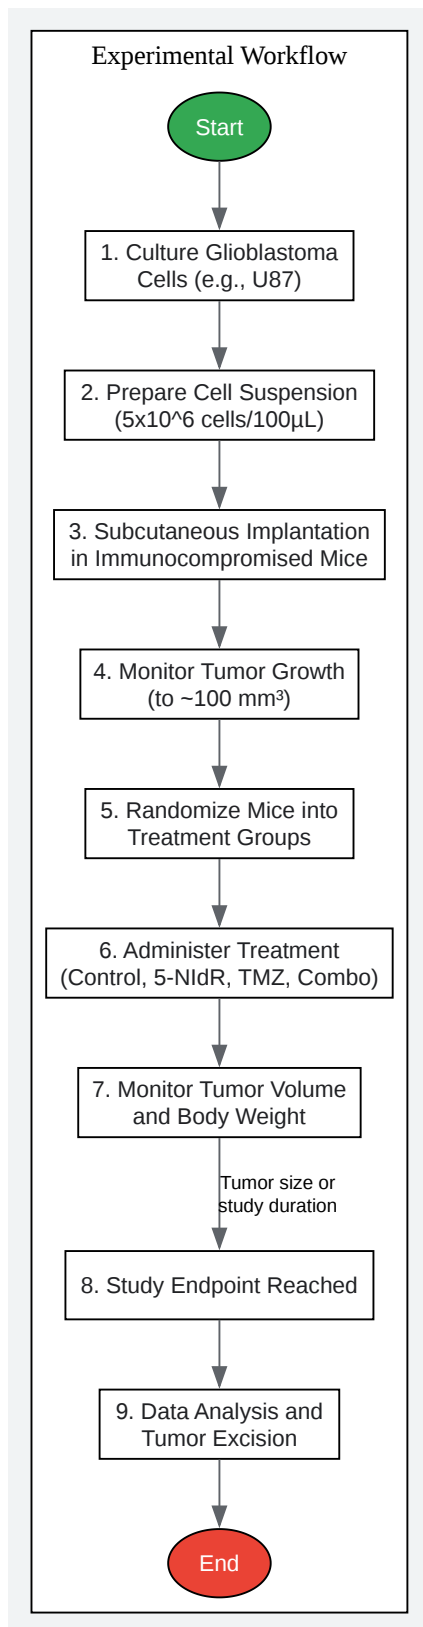 Experimental Workflow
Start
1. Culture Glioblastoma
Cells (e.g., U87)
2. Prepare Cell Suspension
(5x10^6 cells/100µL)
3. Subcutaneous Implantation
in Immunocompromised Mice
4. Monitor Tumor Growth
(to ~100 mm³)
5. Randomize Mice into
Treatment Groups
6. Administer Treatment
(Control, 5-NIdR, TMZ, Combo)
7. Monitor Tumor Volume
and Body Weight
Tumor size or
study duration
8. Study Endpoint Reached
9. Data Analysis and
Tumor Excision
End